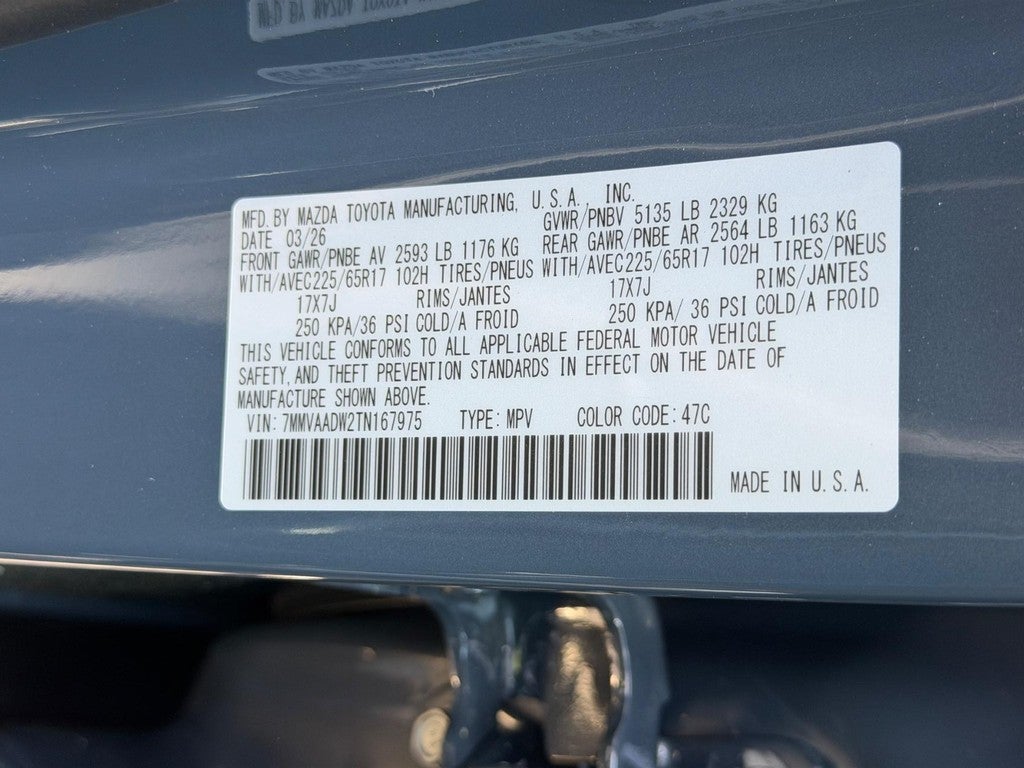 MFD. BY MAZDA TOYOTA MANUFACTURING, U.S.A., INC.
DATE 03/26 GVWR/PNBV 5135 LB 2329 KG
FRONT GAWR/PNBE AV 2593 LB 1176 KG REAR GAWR/PNBE AR 2564 LB 1163 KG
WITH/AVEC225/65R17 102H TIRES/PNEUS WITH/AVEC225/65R17 102H TIRES/PNEUS
17X7J RIMS/JANTES 17X7J RIMS/JANTES
250 KPA/36 PSI COLD/A FROID 250 KPA/ 36 PSI COLD/A FROID
THIS VEHICLE CONFORMS TO ALL APPLICABLE FEDERAL MOTOR VEHICLE
SAFETY, AND THEFT PREVENTION STANDARDS IN EFFECT ON THE DATE OF
MANUFACTURE SHOWN ABOVE.
VIN: 7MMVAADW2TN167975 TYPE: MPV COLOR CODE: 47C
MADE IN U.S.A.